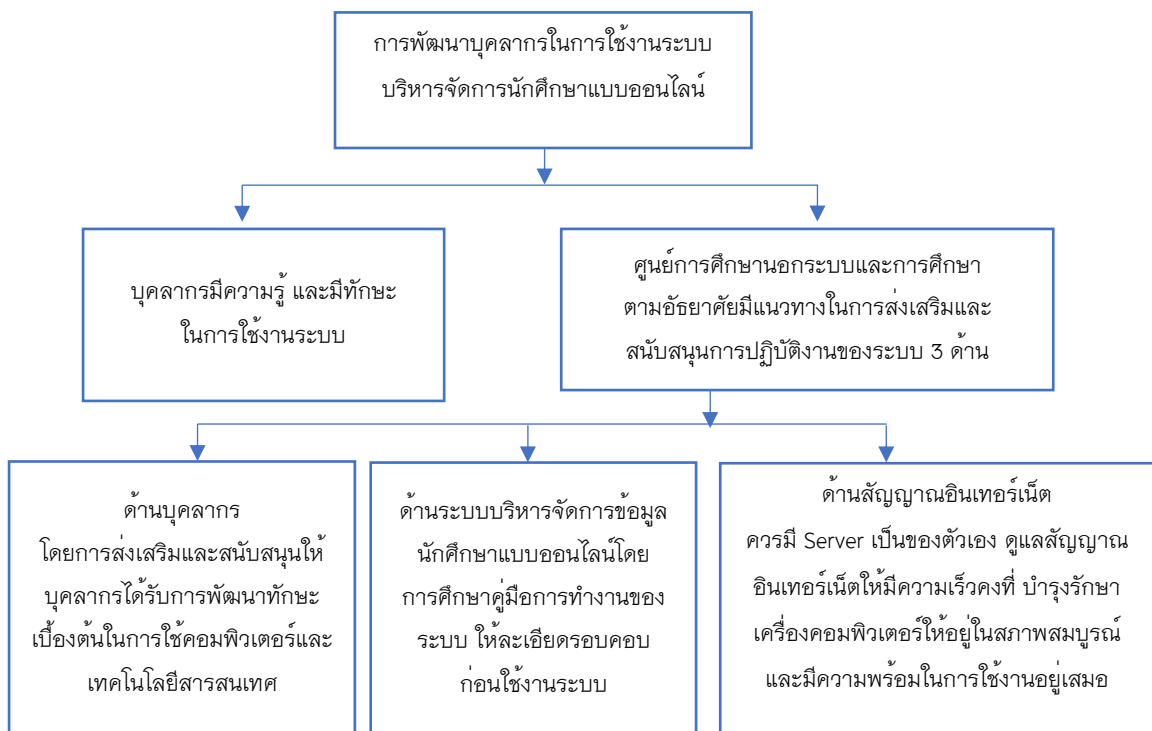 การพัฒนาบุคลากรในการใช้งานระบบ
บริหารจัดการนักศึกษาแบบออนไลน์
บุคลากรมีความรู้ และมีทักษะ
ในการใช้งานระบบ
ศูนย์การศึกษานอกระบบและการศึกษา
ตามอัธยาศัยมีแนวทางในการส่งเสริมและ
สนับสนุนการปฏิบัติงานของระบบ 3 ด้าน
ด้านบุคลากร
โดยการส่งเสริมและสนับสนุนให้
บุคลากรได้รับการพัฒนาทักษะ
เบื้องต้นในการใช้คอมพิวเตอร์และ
เทคโนโลยีสารสนเทศ
ด้านระบบบริหารจัดการข้อมูล
นักศึกษาแบบออนไลน์โดย
การศึกษาคู่มือการทำงานของ
ระบบ ให้ละเอียดรอบคอบ
ก่อนใช้งานระบบ
ด้านสัญญาณอินเทอร์เน็ต
ควรมี Server เป็นของตัวเอง ดูแลสัญญาณ
อินเทอร์เน็ตให้มีความเร็วคงที่ บำรุงรักษา
เครื่องคอมพิวเตอร์ให้อยู่ในสภาพสมบูรณ์
และมีความพร้อมในการใช้งานอยู่เสมอ